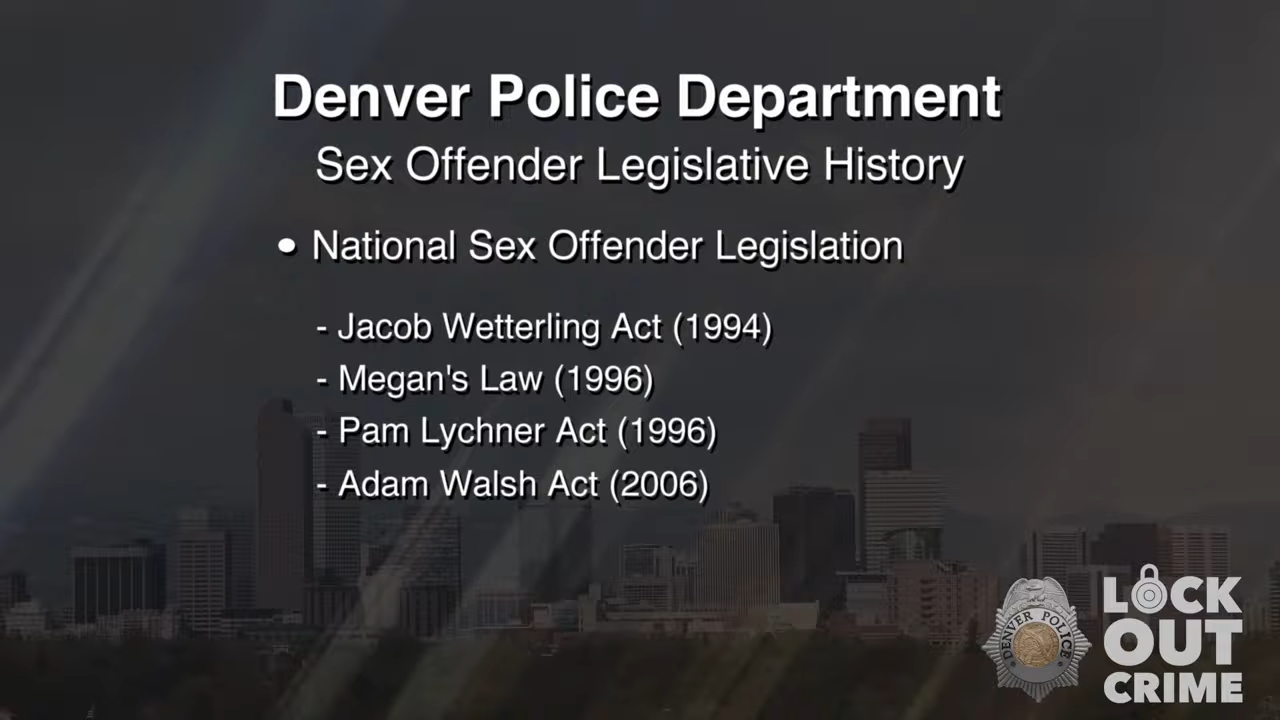 Denver Police Department
Sex Offender Legislative History
• National Sex Offender Legislation
- Jacob Wetterling Act (1994)
- Megan's Law (1996)
- Pam Lychner Act (1996)
- Adam Walsh Act (2006)
DENVER POLICE
LOCK
OUT
CRIME